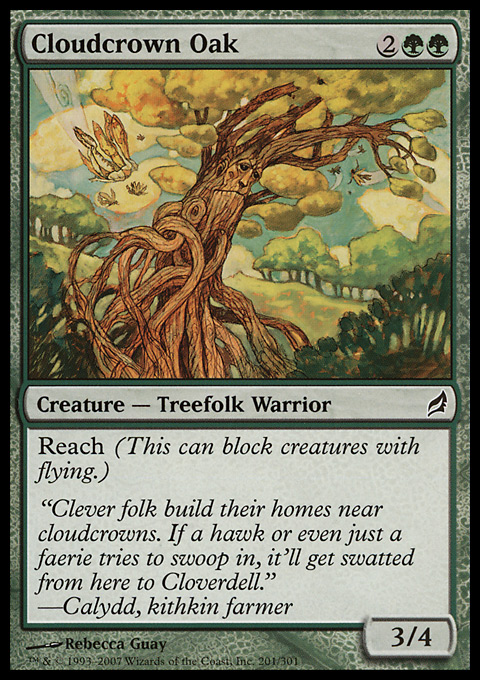 Cloudcrown Oak 2
Creature — Treefolk Warrior
Reach (This can block creatures with
flying.)
“Clever folk build their homes near
cloudcrowns. If a hawk or even just a
faerie tries to swoop in, it’ll get swatted
from here to Cloverdell.”
—Calydd, kithkin farmer
3/4
Rebecca Guay
™ & © 1993–2007 Wizards of the Coast, Inc. 201/301